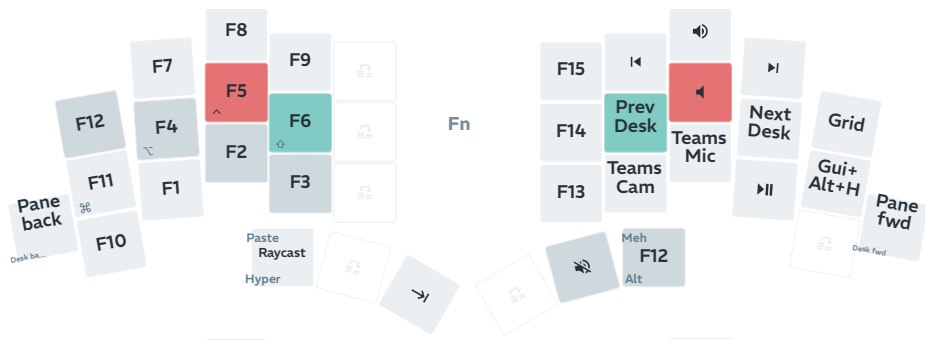 F8
F7
F9
F15
F5
F12
F4
F6
Fn
F14
Prev
Desk
Next
Desk
Grid
F2
Teams
Mic
F11
F1
F3
Teams
Cam
F13
Gui+
Alt+H
Pane
back
Desk ba...
F10
Pane
fwd
Desk fwd
Paste
Raycast
Hyper
Meh
F12
Alt